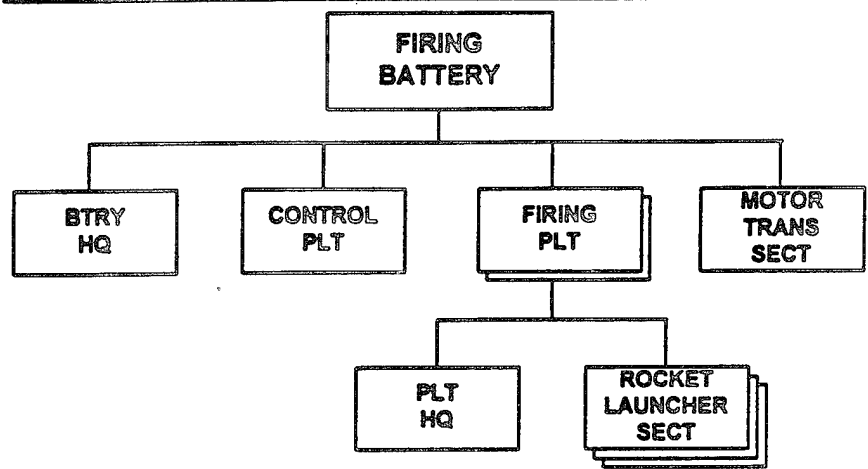 FIRING
BATTERY
BTRY
HQ
CONTROL
PLT
FIRING
PLT
MOTOR
TRANS
SECT
PLT
HQ
ROCKET
LAUNCHER
SECT